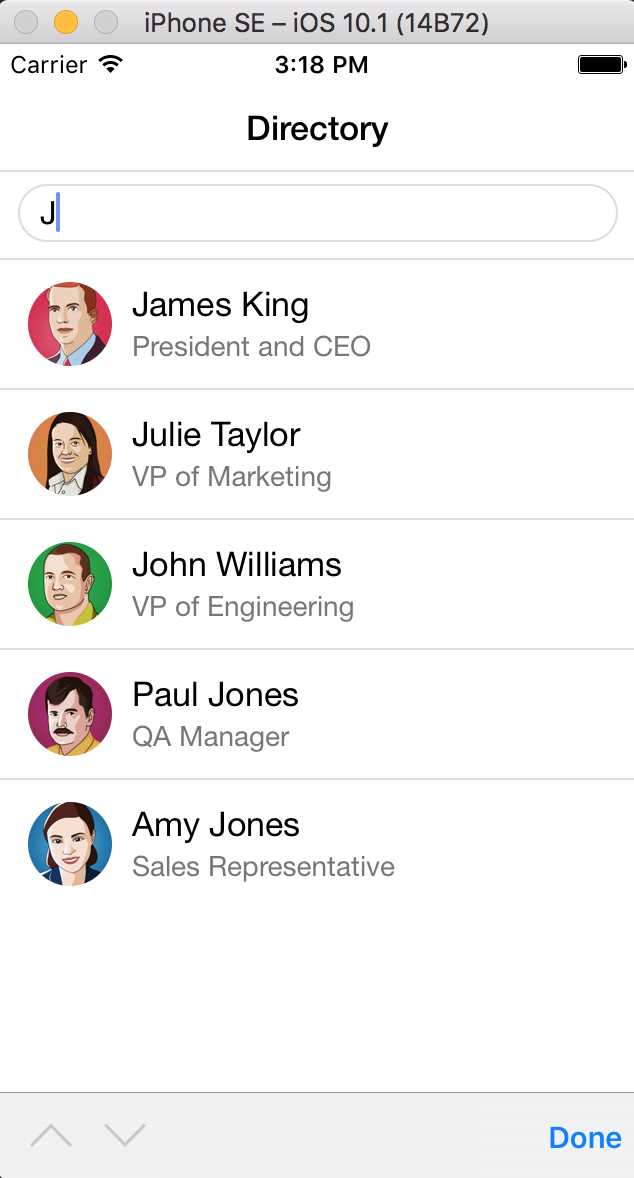 iPhone SE – iOS 10.1 (14B72)
Carrier 3:18 PM
Directory
J
James King
President and CEO
Julie Taylor
VP of Marketing
John Williams
VP of Engineering
Paul Jones
QA Manager
Amy Jones
Sales Representative
Done